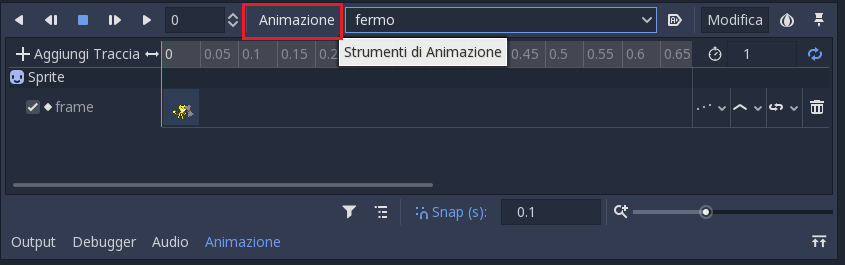 0 Animazione fermo Modifica
Strumenti di Animazione
Aggiungi Traccia 0 0.05 0.1 0.15 0.2 0.45 0.5 0.55 0.6 0.65 1
Sprite
frame
Snap (s): 0.1
Output Debugger Audio Animazione